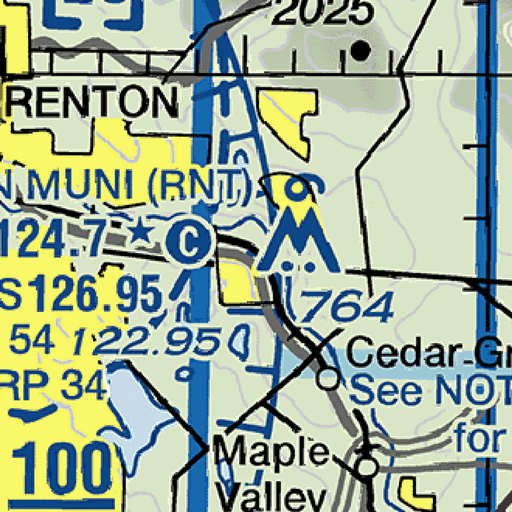 2025
RENTON
N MUNI (RNT)
124.7 ★ C
S 126.95
764
54 122.95
Cedar Gr
RP 34
See NOT
for
100
Maple
Valley